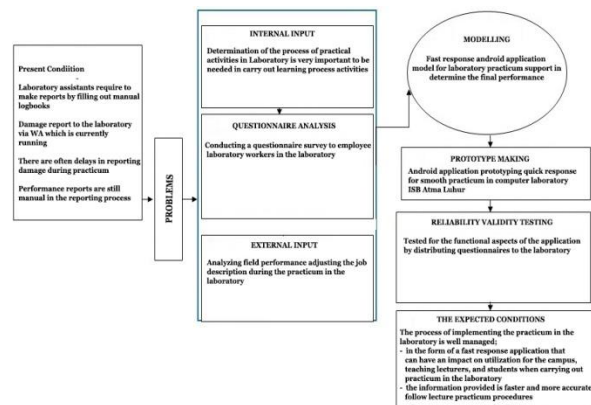 Present Condiition
Laboratory assistants require to
make reports by filling out manual
logbooks
Damage report to the laboratory
via WA which is currently
running
There are often delays in reporting
damage during practicum
Performance reports are still
manual in the reporting process
PROBLEMS
INTERNAL INPUT
Determination of the process of practical
activities in Laboratory is very important to be
needed in carry out learning process activities
QUESTIONNAIRE ANALYSIS
Conducting a questionnaire survey to employee
laboratory workers in the laboratory
EXTERNAL INPUT
Analyzing field performance adjusting the job
description during the practicum in the
laboratory
MODELLING
Fast response android application
model for laboratory practicum support in
determine the final performance
PROTOTYPE MAKING
Android application prototyping quick response
for smooth practicum in computer laboratory
ISB Atma Luhur
RELIABILITY VALIDITY TESTING
Tested for the functional aspects of the application
by distributing questionnaires to the laboratory
THE EXPECTED CONDITIONS
The process of implementing the practicum in the
laboratory is well managed;
- in the form of a fast response application that
can have an impact on utilization for the campus,
teaching lecturers, and students when carrying out
practicum in the laboratory
- the information provided is faster and more accurate
follow lecture practicum procedures